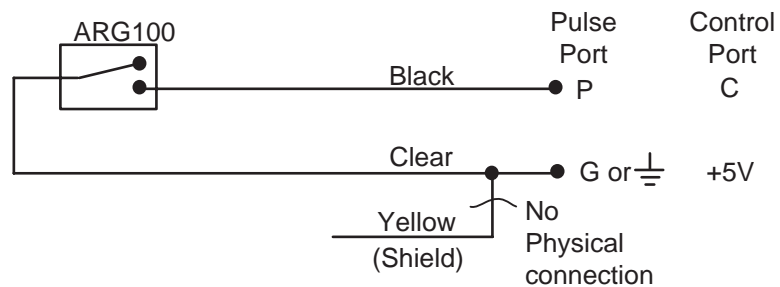 ARG100
Pulse
Port
Control
Port
Black
P
C
Clear
G or
+5V
Yellow
(Shield)
No
Physical
connection